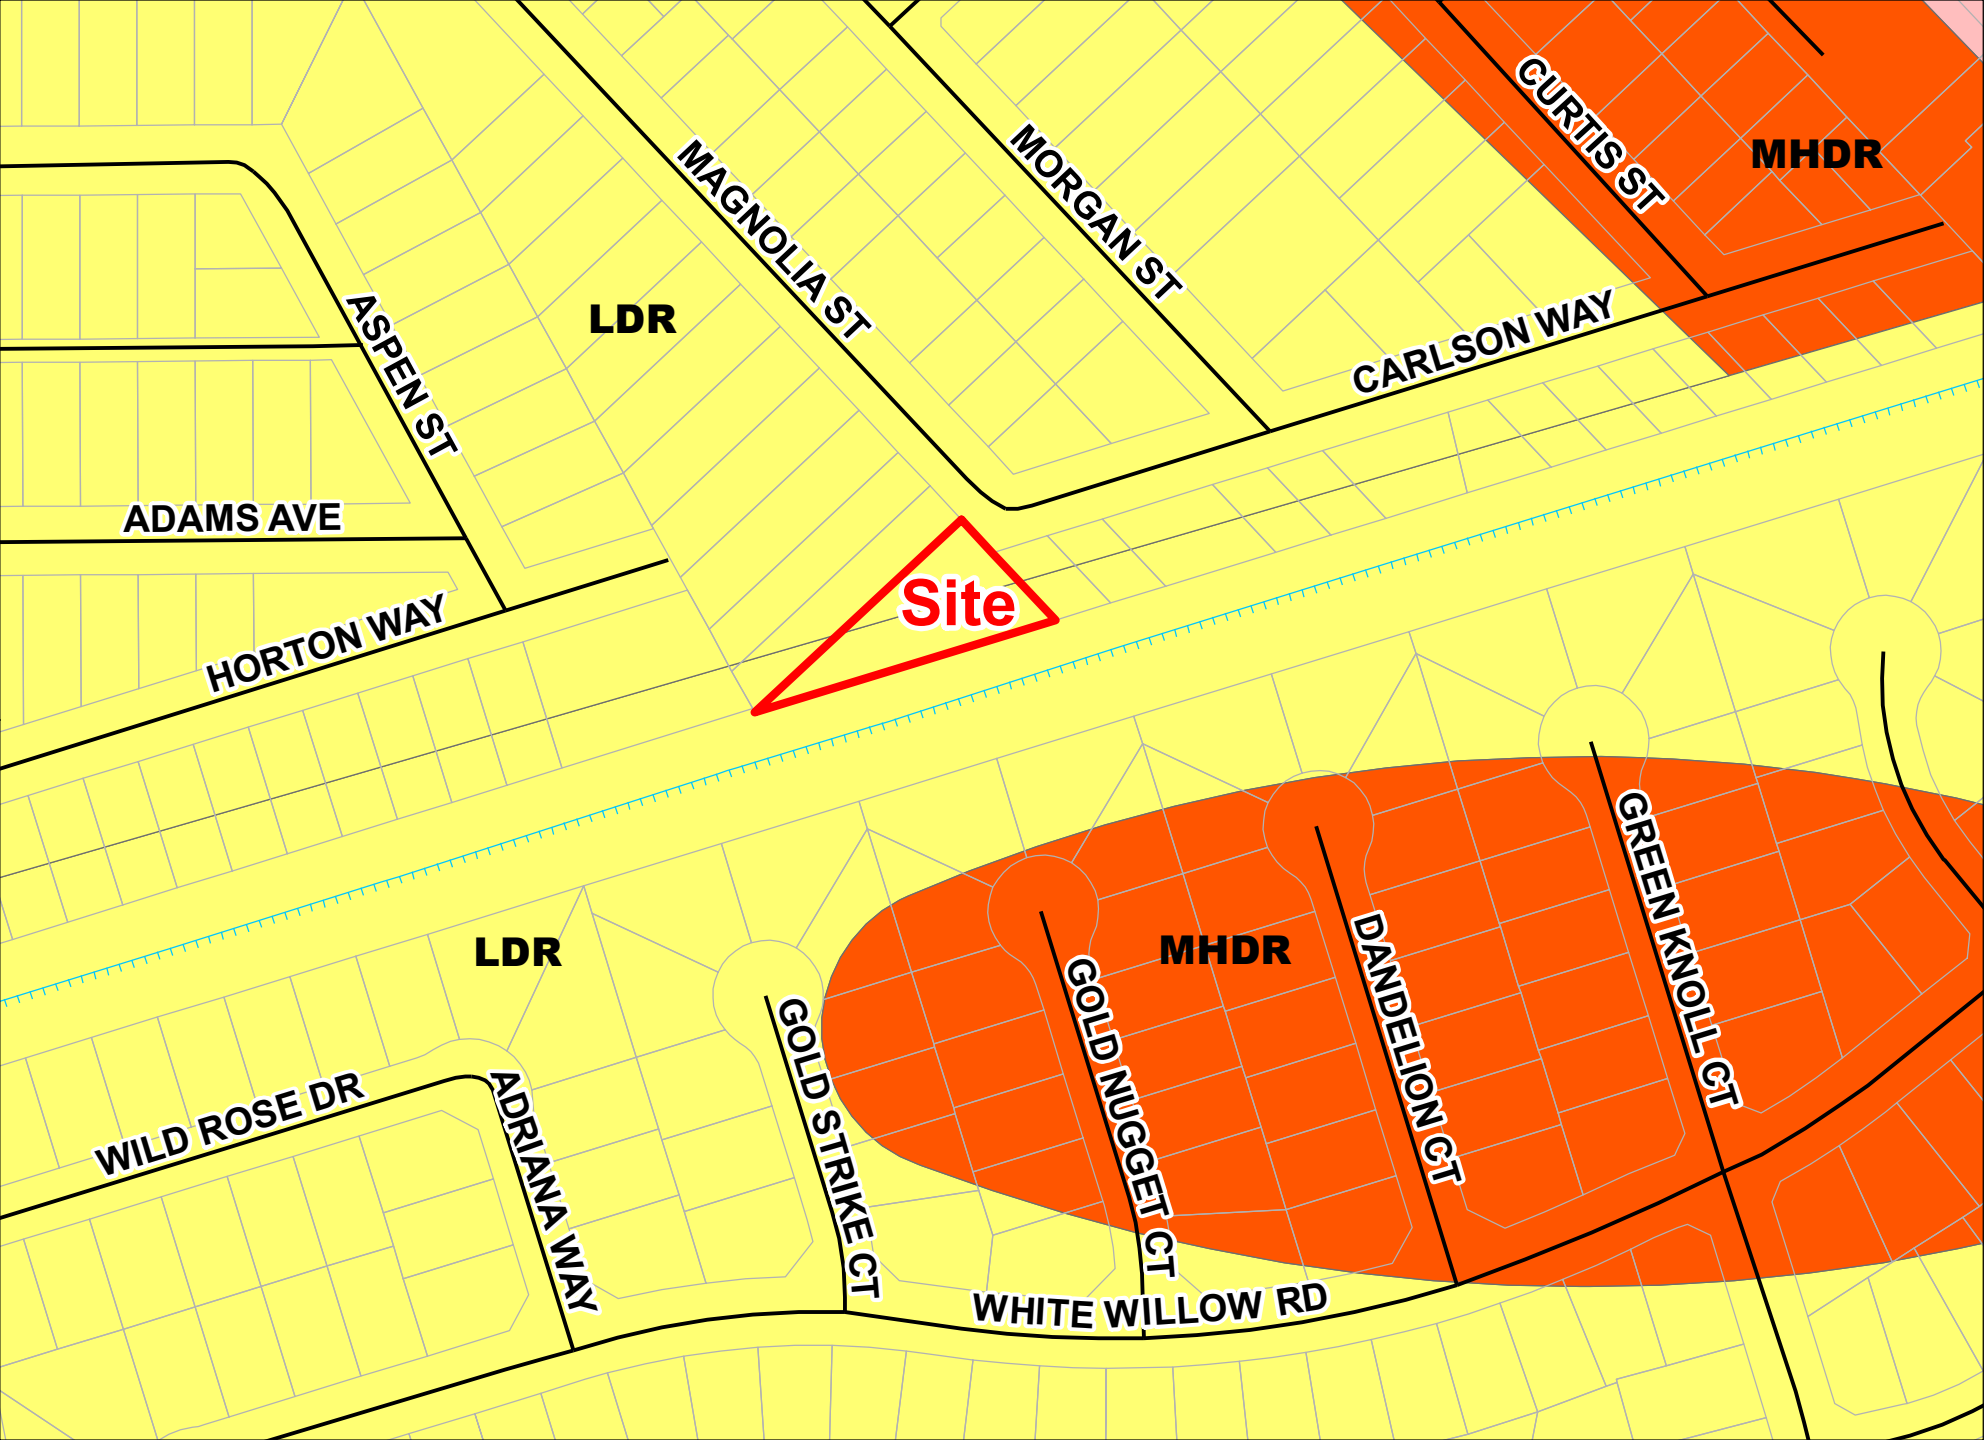 CURTIS ST
MHDR
MAGNOLIA ST
MORGAN ST
LDR
ASPEN ST
CARLSON WAY
ADAMS AVE
Site
HORTON WAY
GREEN KNOLL CT
LDR
MHDR
DANDELION CT
GOLD NUGGET CT
GOLD STRIKE CT
WILD ROSE DR
ADRIANA WAY
WHITE WILLOW RD